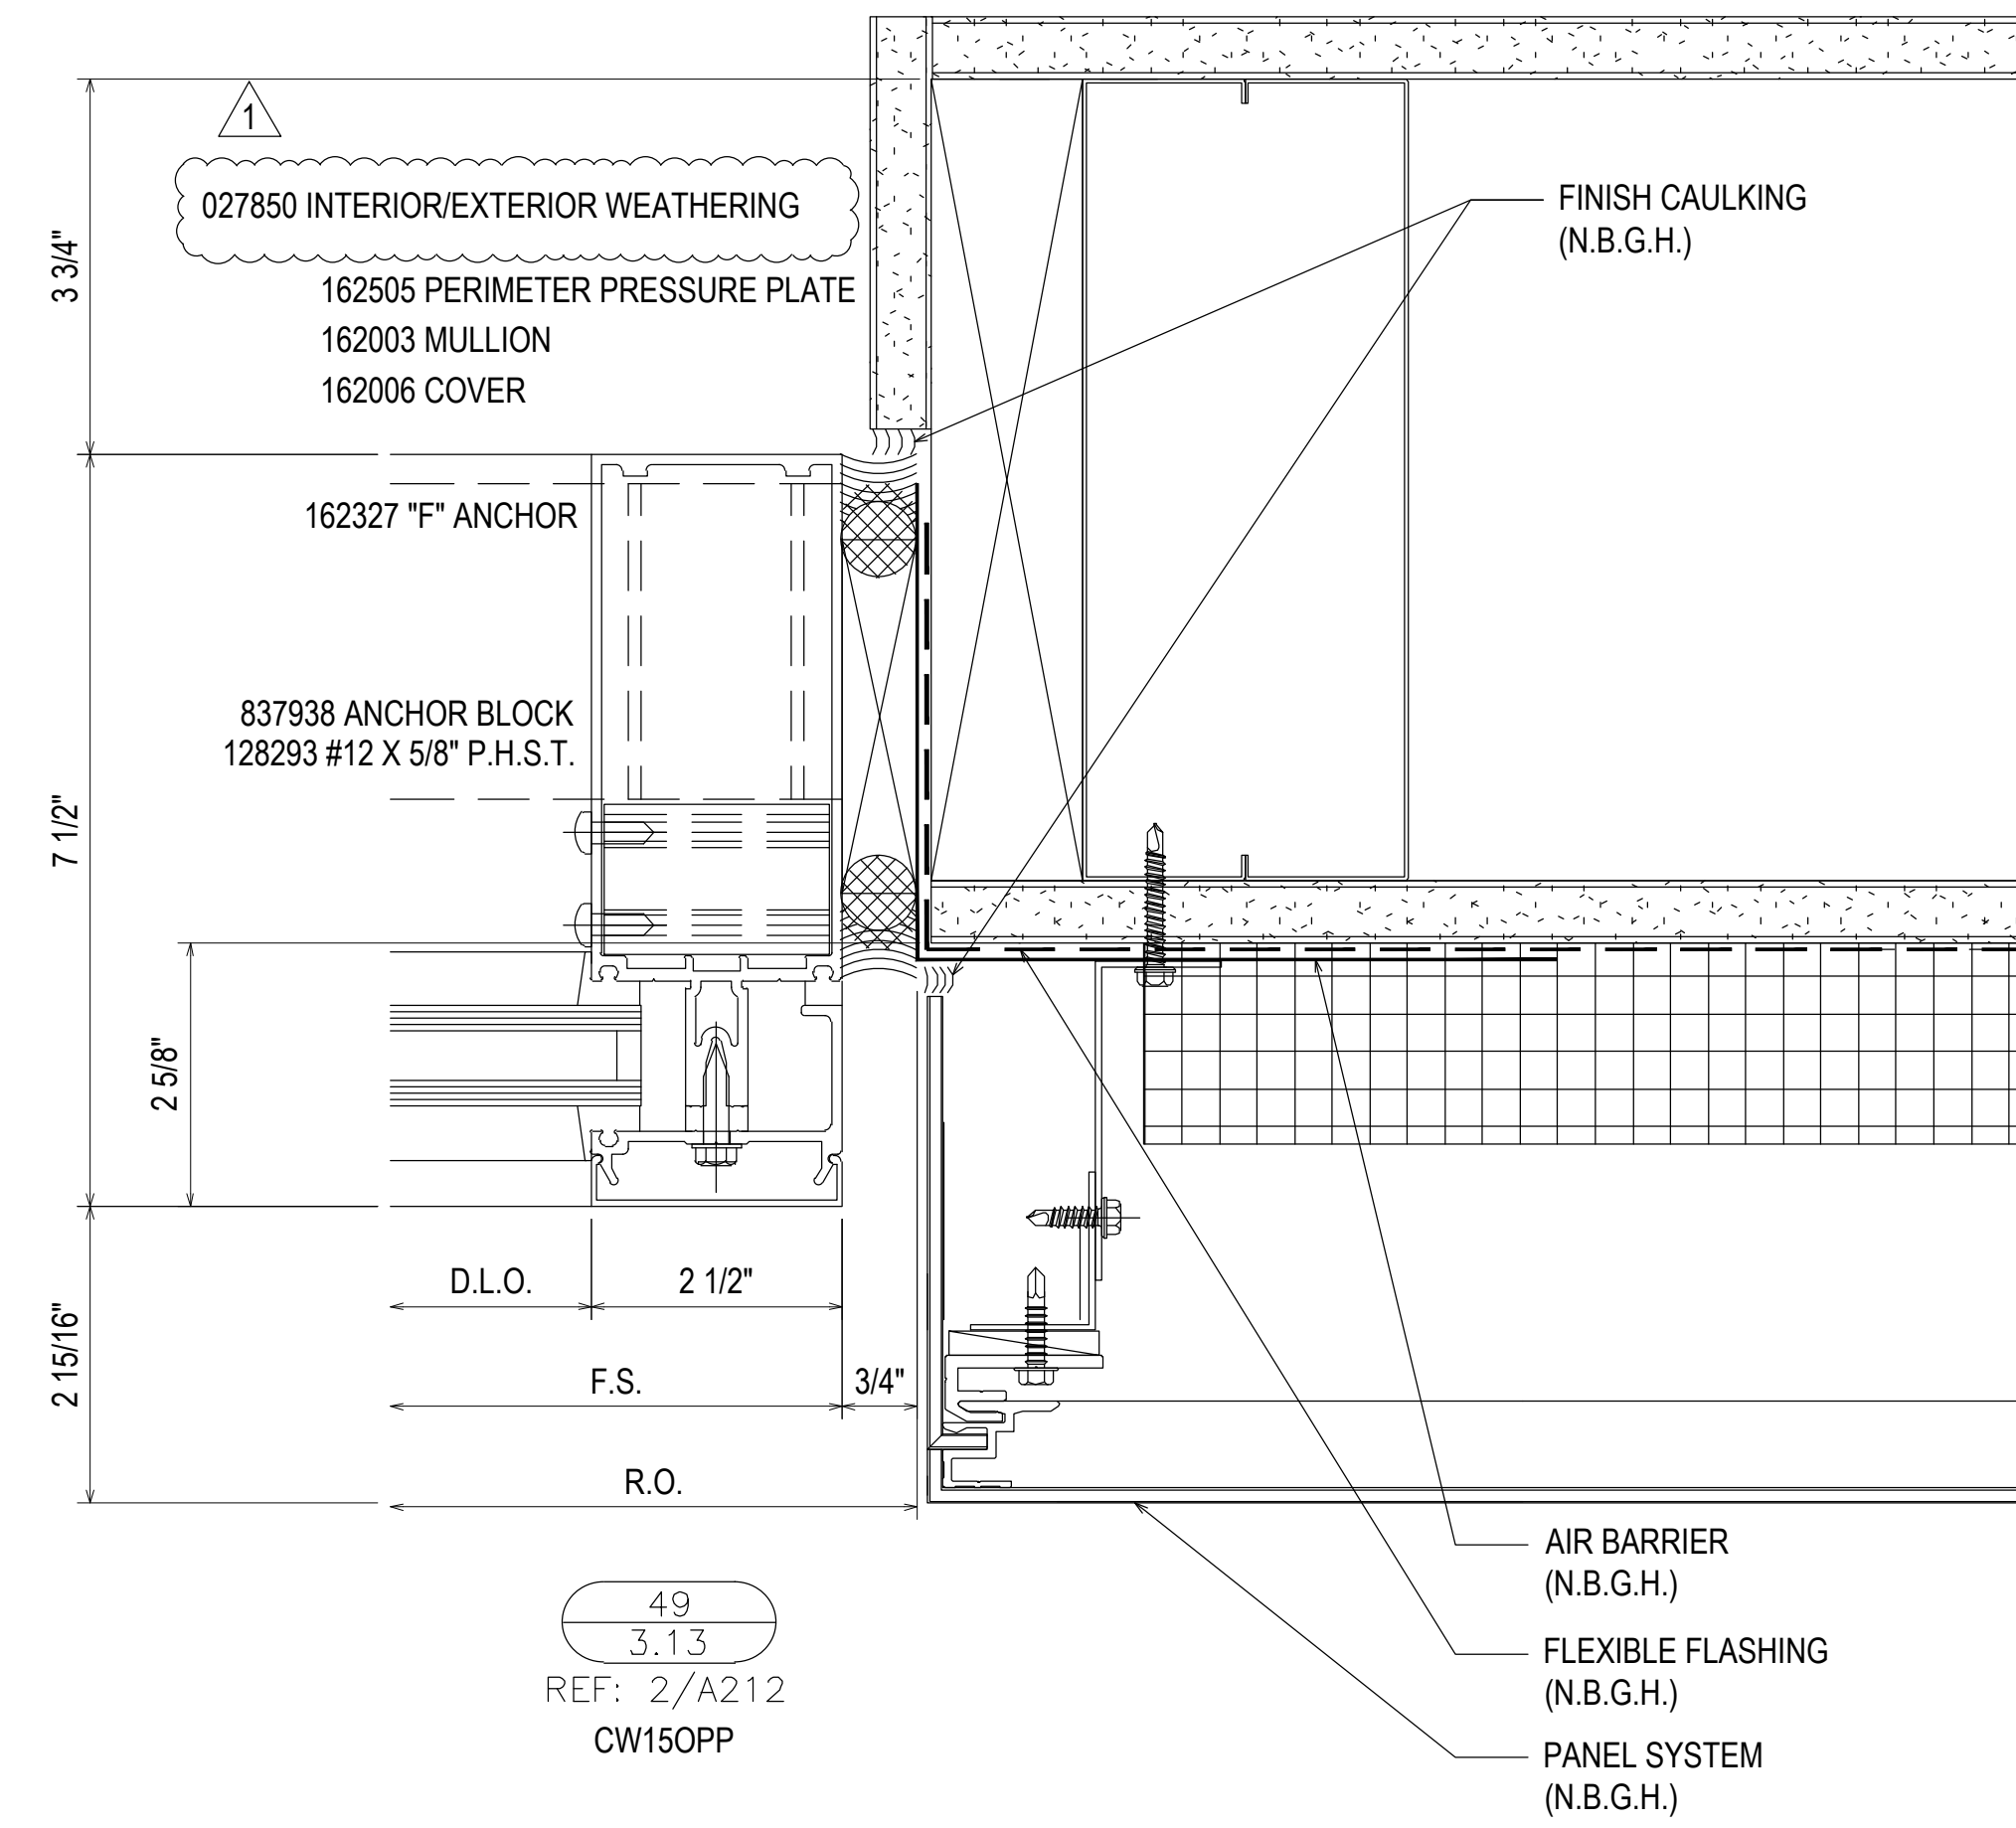 1
027850 INTERIOR/EXTERIOR WEATHERING
162505 PERIMETER PRESSURE PLATE
162003 MULLION
162006 COVER
3 3/4"
FINISH CAULKING
(N.B.G.H.)
162327 "F" ANCHOR
837938 ANCHOR BLOCK
128293 #12 X 5/8" P.H.S.T.
7 1/2"
2 5/8"
D.L.O.
2 1/2"
2 15/16"
F.S.
3/4"
R.O.
AIR BARRIER
(N.B.G.H.)
FLEXIBLE FLASHING
(N.B.G.H.)
PANEL SYSTEM
(N.B.G.H.)
49
3.13
REF: 2/A212
CW15OPP